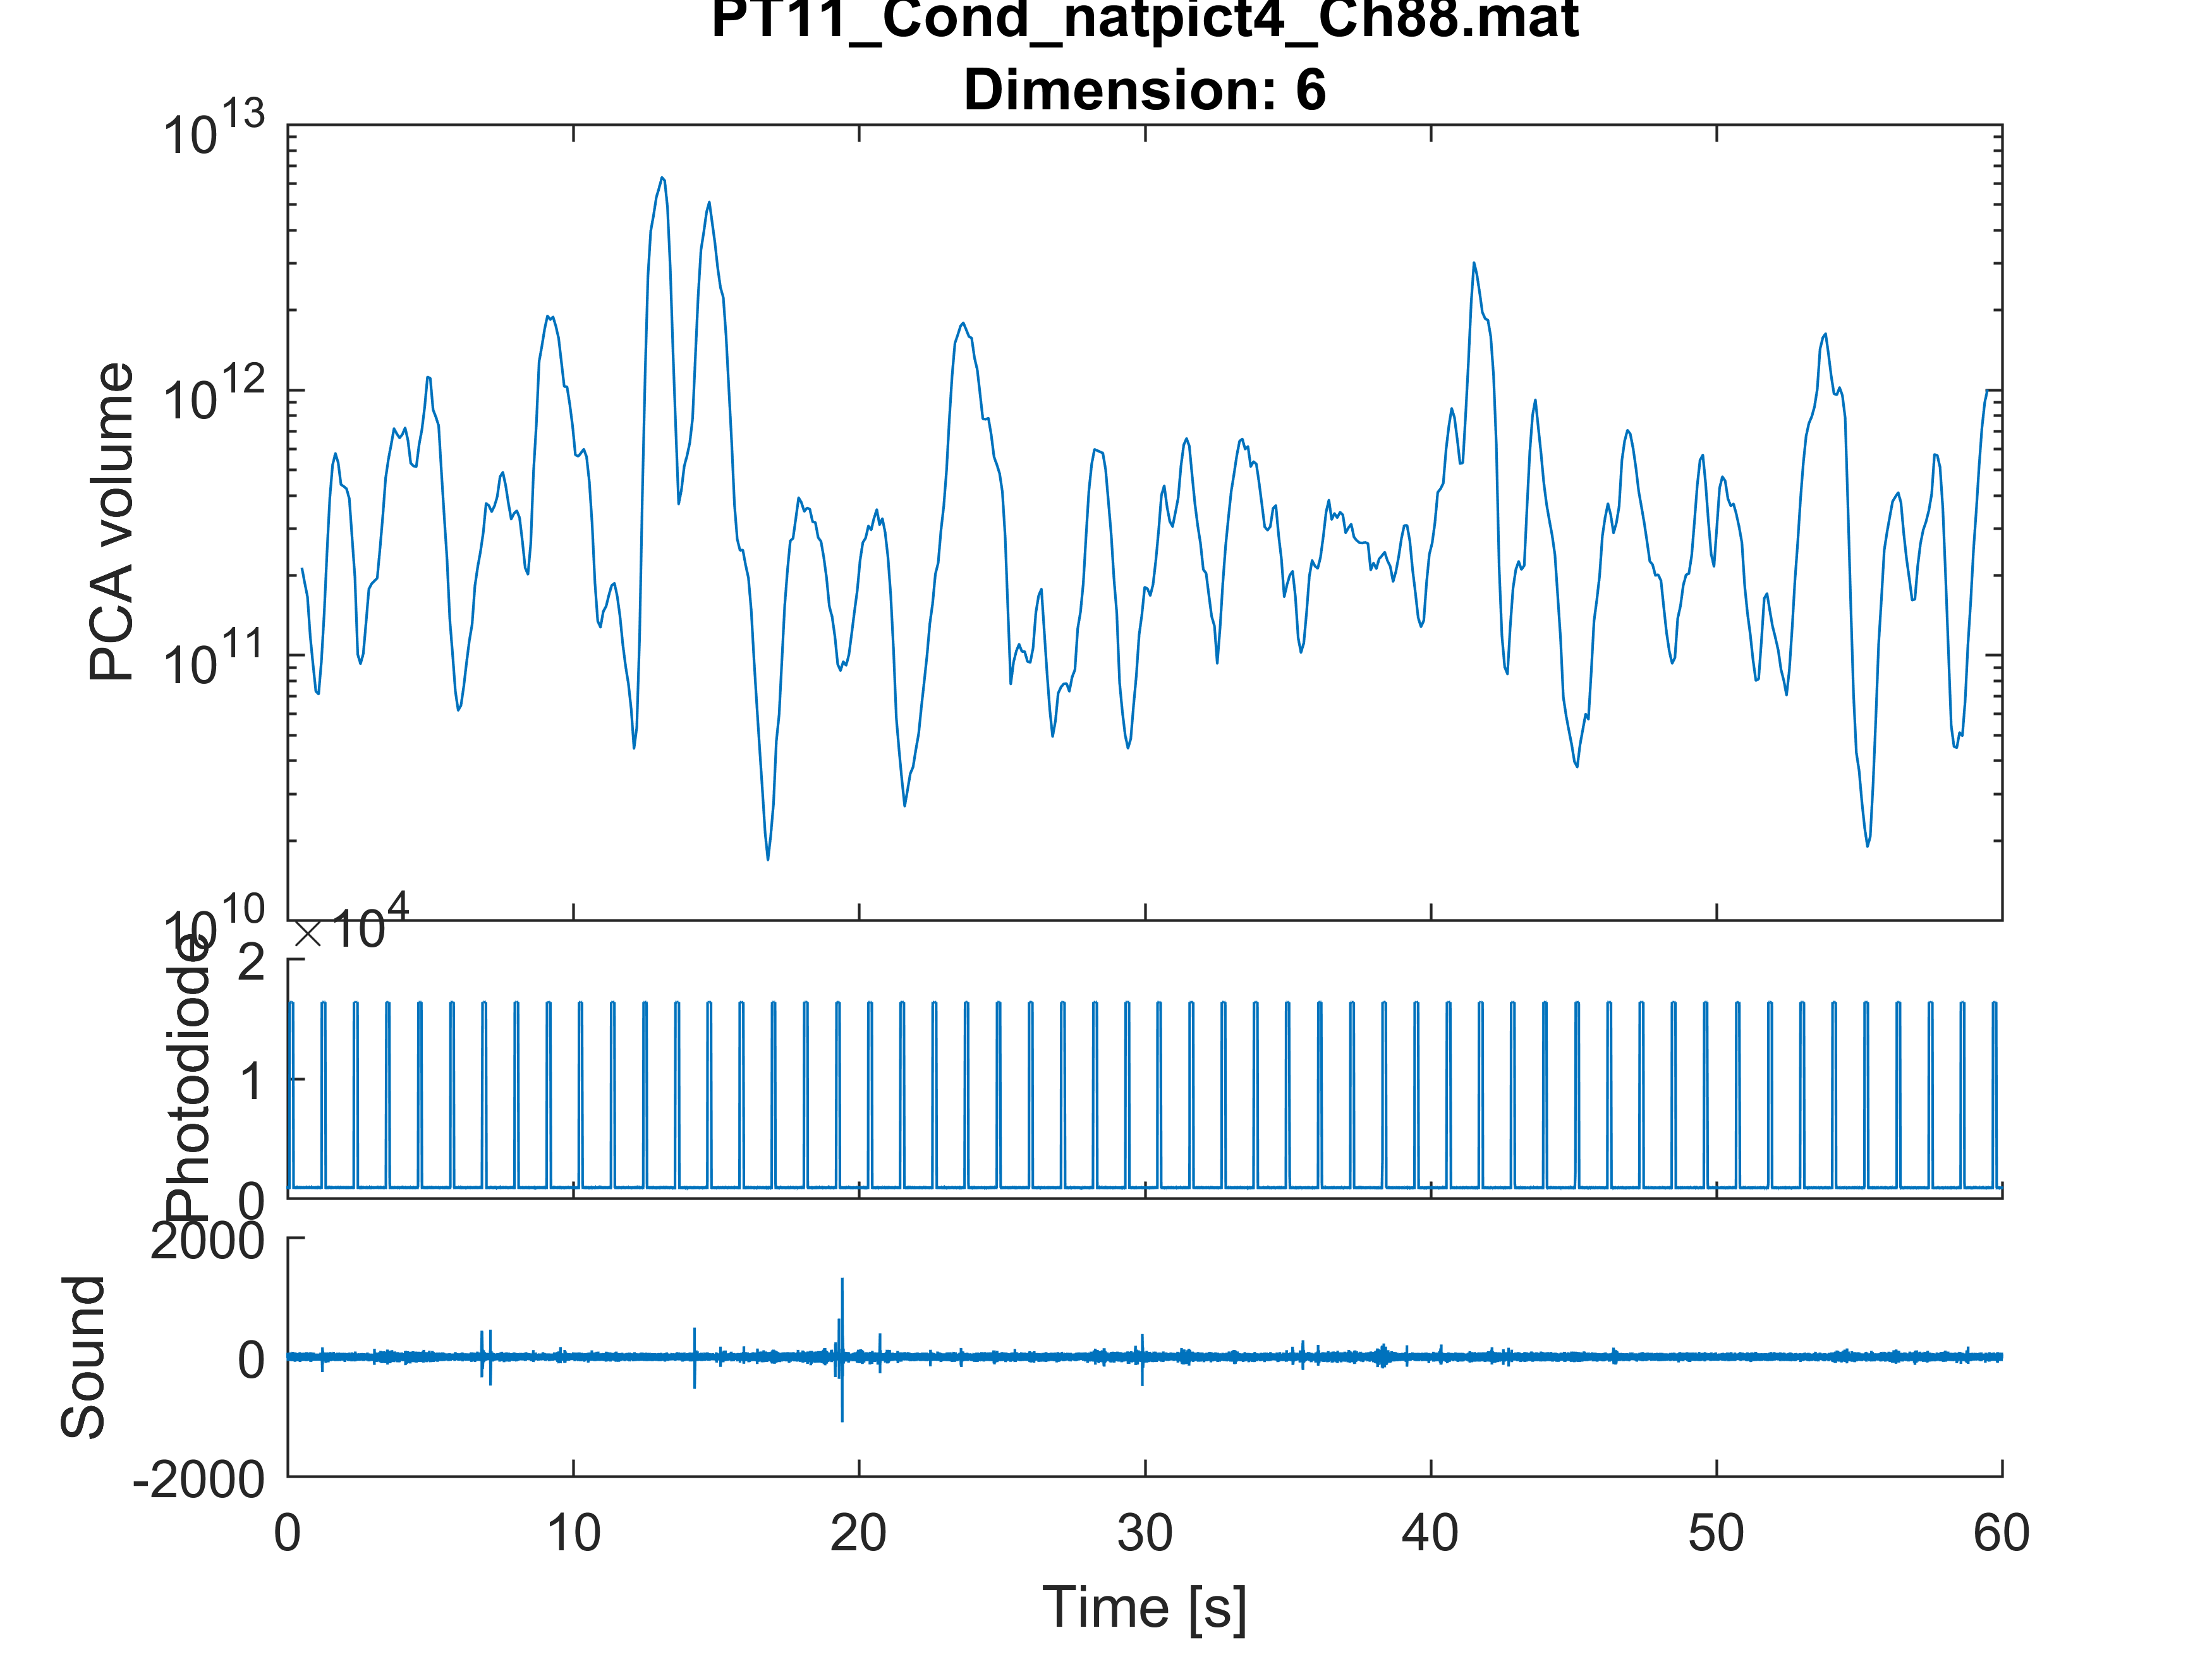 PT11_Cond_natpict4_Ch88.mat
Dimension: 6
10^13
10^12
10^11
10^10
PCA volume
× 10^4
2
1
0
Photodiode
2000
0
-2000
Sound
0 10 20 30 40 50 60
Time [s]